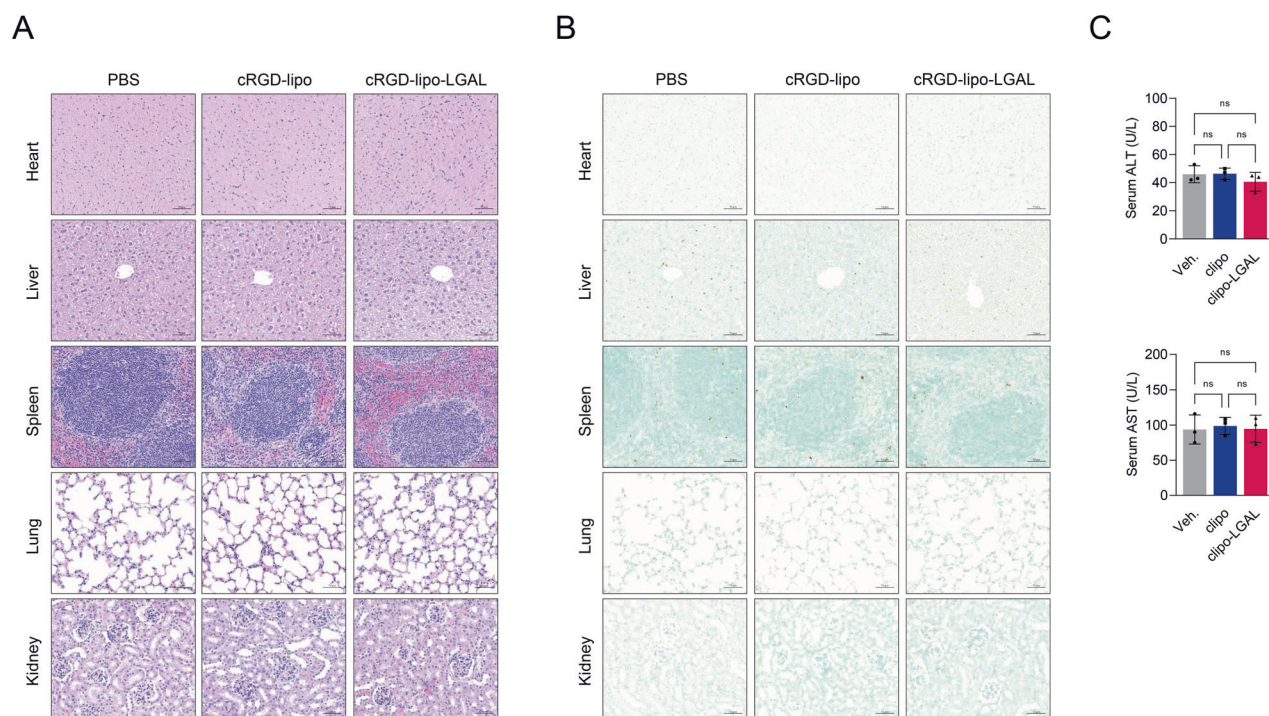 A
B
C
PBS
cRGD-lipo
cRGD-lipo-LGAL
Heart
Liver
Spleen
Lung
Kidney
PBS
cRGD-lipo
cRGD-lipo-LGAL
Heart
Liver
Spleen
Lung
Kidney
Serum ALT (U/L)
100
80
60
40
20
0
ns
ns
ns
Veh.
clipo
clipo-LGAL
Serum AST (U/L)
200
150
100
50
0
ns
ns
ns
Veh.
clipo
clipo-LGAL